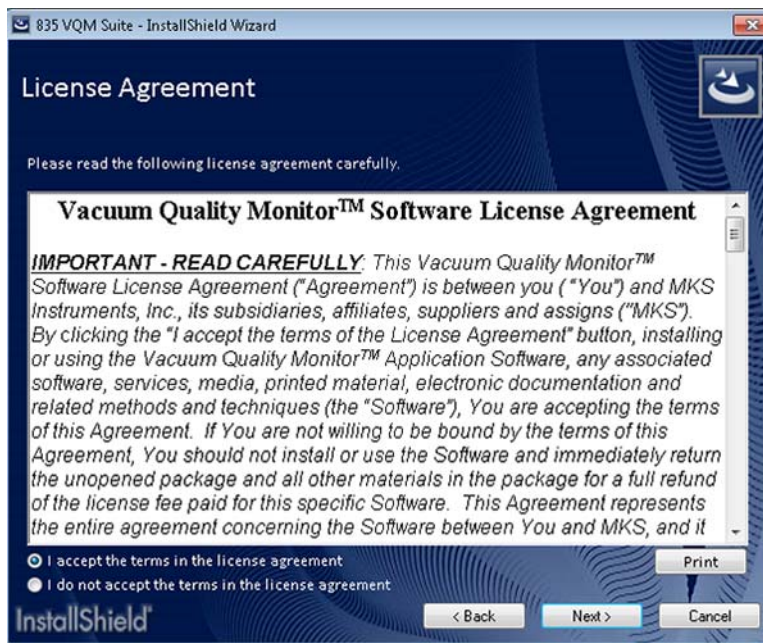 835 VQM Suite - InstallShield Wizard
License Agreement
Please read the following license agreement carefully.
Vacuum Quality Monitor™ Software License Agreement
IMPORTANT - READ CAREFULLY: This Vacuum Quality Monitor™
Software License Agreement ("Agreement") is between you ( "You") and MKS
Instruments, Inc., its subsidiaries, affiliates, suppliers and assigns ("MKS").
By clicking the "I accept the terms of the License Agreement" button, installing
or using the Vacuum Quality Monitor™ Application Software, any associated
software, services, media, printed material, electronic documentation and
related methods and techniques (the "Software"), You are accepting the terms
of this Agreement.  If You are not willing to be bound by the terms of this
Agreement, You should not install or use the Software and immediately return
the unopened package and all other materials in the package for a full refund
of the license fee paid for this specific Software.  This Agreement represents
the entire agreement concerning the Software between You and MKS, and it
I accept the terms in the license agreement
Print
I do not accept the terms in the license agreement
InstallShield
< Back
Next >
Cancel